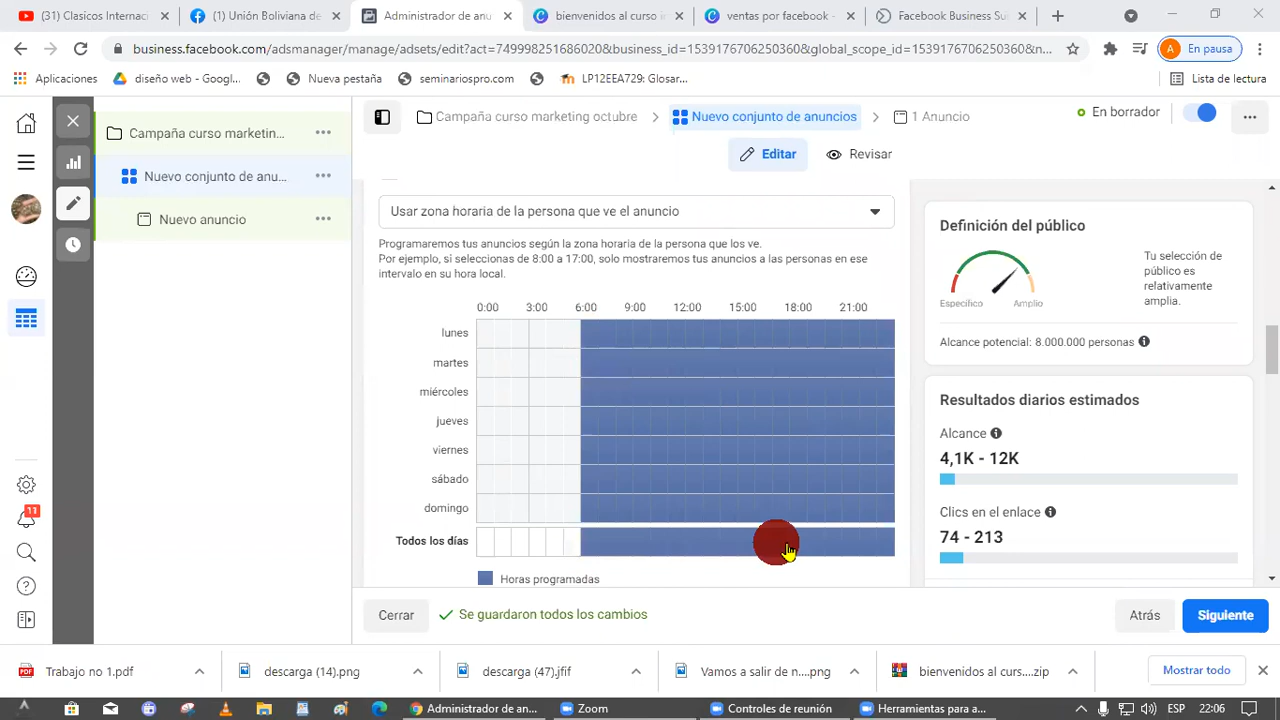 (31) Clasicos Internaci
(1) Unión Boliviana de
Administrador de anu
bienvenidos al curso i
ventas por facebook -
Facebook Business Sui
business.facebook.com/adsmanager/manage/adsets/edit?act=749998251686020&business_id=1539176706250360&global_scope_id=1539176706250360&n...
A En pausa
Aplicaciones
diseño web - Googl...
Nueva pestaña
seminariospro.com
LP12EEA729: Glosar...
Lista de lectura
Campaña curso marketin...
Nuevo conjunto de anu...
Nuevo anuncio
Campaña curso marketing octubre
Nuevo conjunto de anuncios
1 Anuncio
En borrador
Editar
Revisar
Usar zona horaria de la persona que ve el anuncio
Programaremos tus anuncios según la zona horaria de la persona que los ve.
Por ejemplo, si seleccionas de 8:00 a 17:00, solo mostraremos tus anuncios a las personas en ese
intervalo en su hora local.
0:00 3:00 6:00 9:00 12:00 15:00 18:00 21:00
lunes
martes
miércoles
jueves
viernes
sábado
domingo
Todos los días
Horas programadas
Definición del público
Específico
Amplio
Tu selección de
público es
relativamente
amplia.
Alcance potencial: 8.000.000 personas
Resultados diarios estimados
Alcance
4,1K - 12K
Clics en el enlace
74 - 213
11
Cerrar
Se guardaron todos los cambios
Atrás
Siguiente
Trabajo no 1.pdf
descarga (14).png
descarga (47).jfif
Vamos a salir de n....png
bienvenidos al curs....zip
Mostrar todo
Administrador de an...
Zoom
Controles de reunión
Herramientas para a...
ESP
22:06